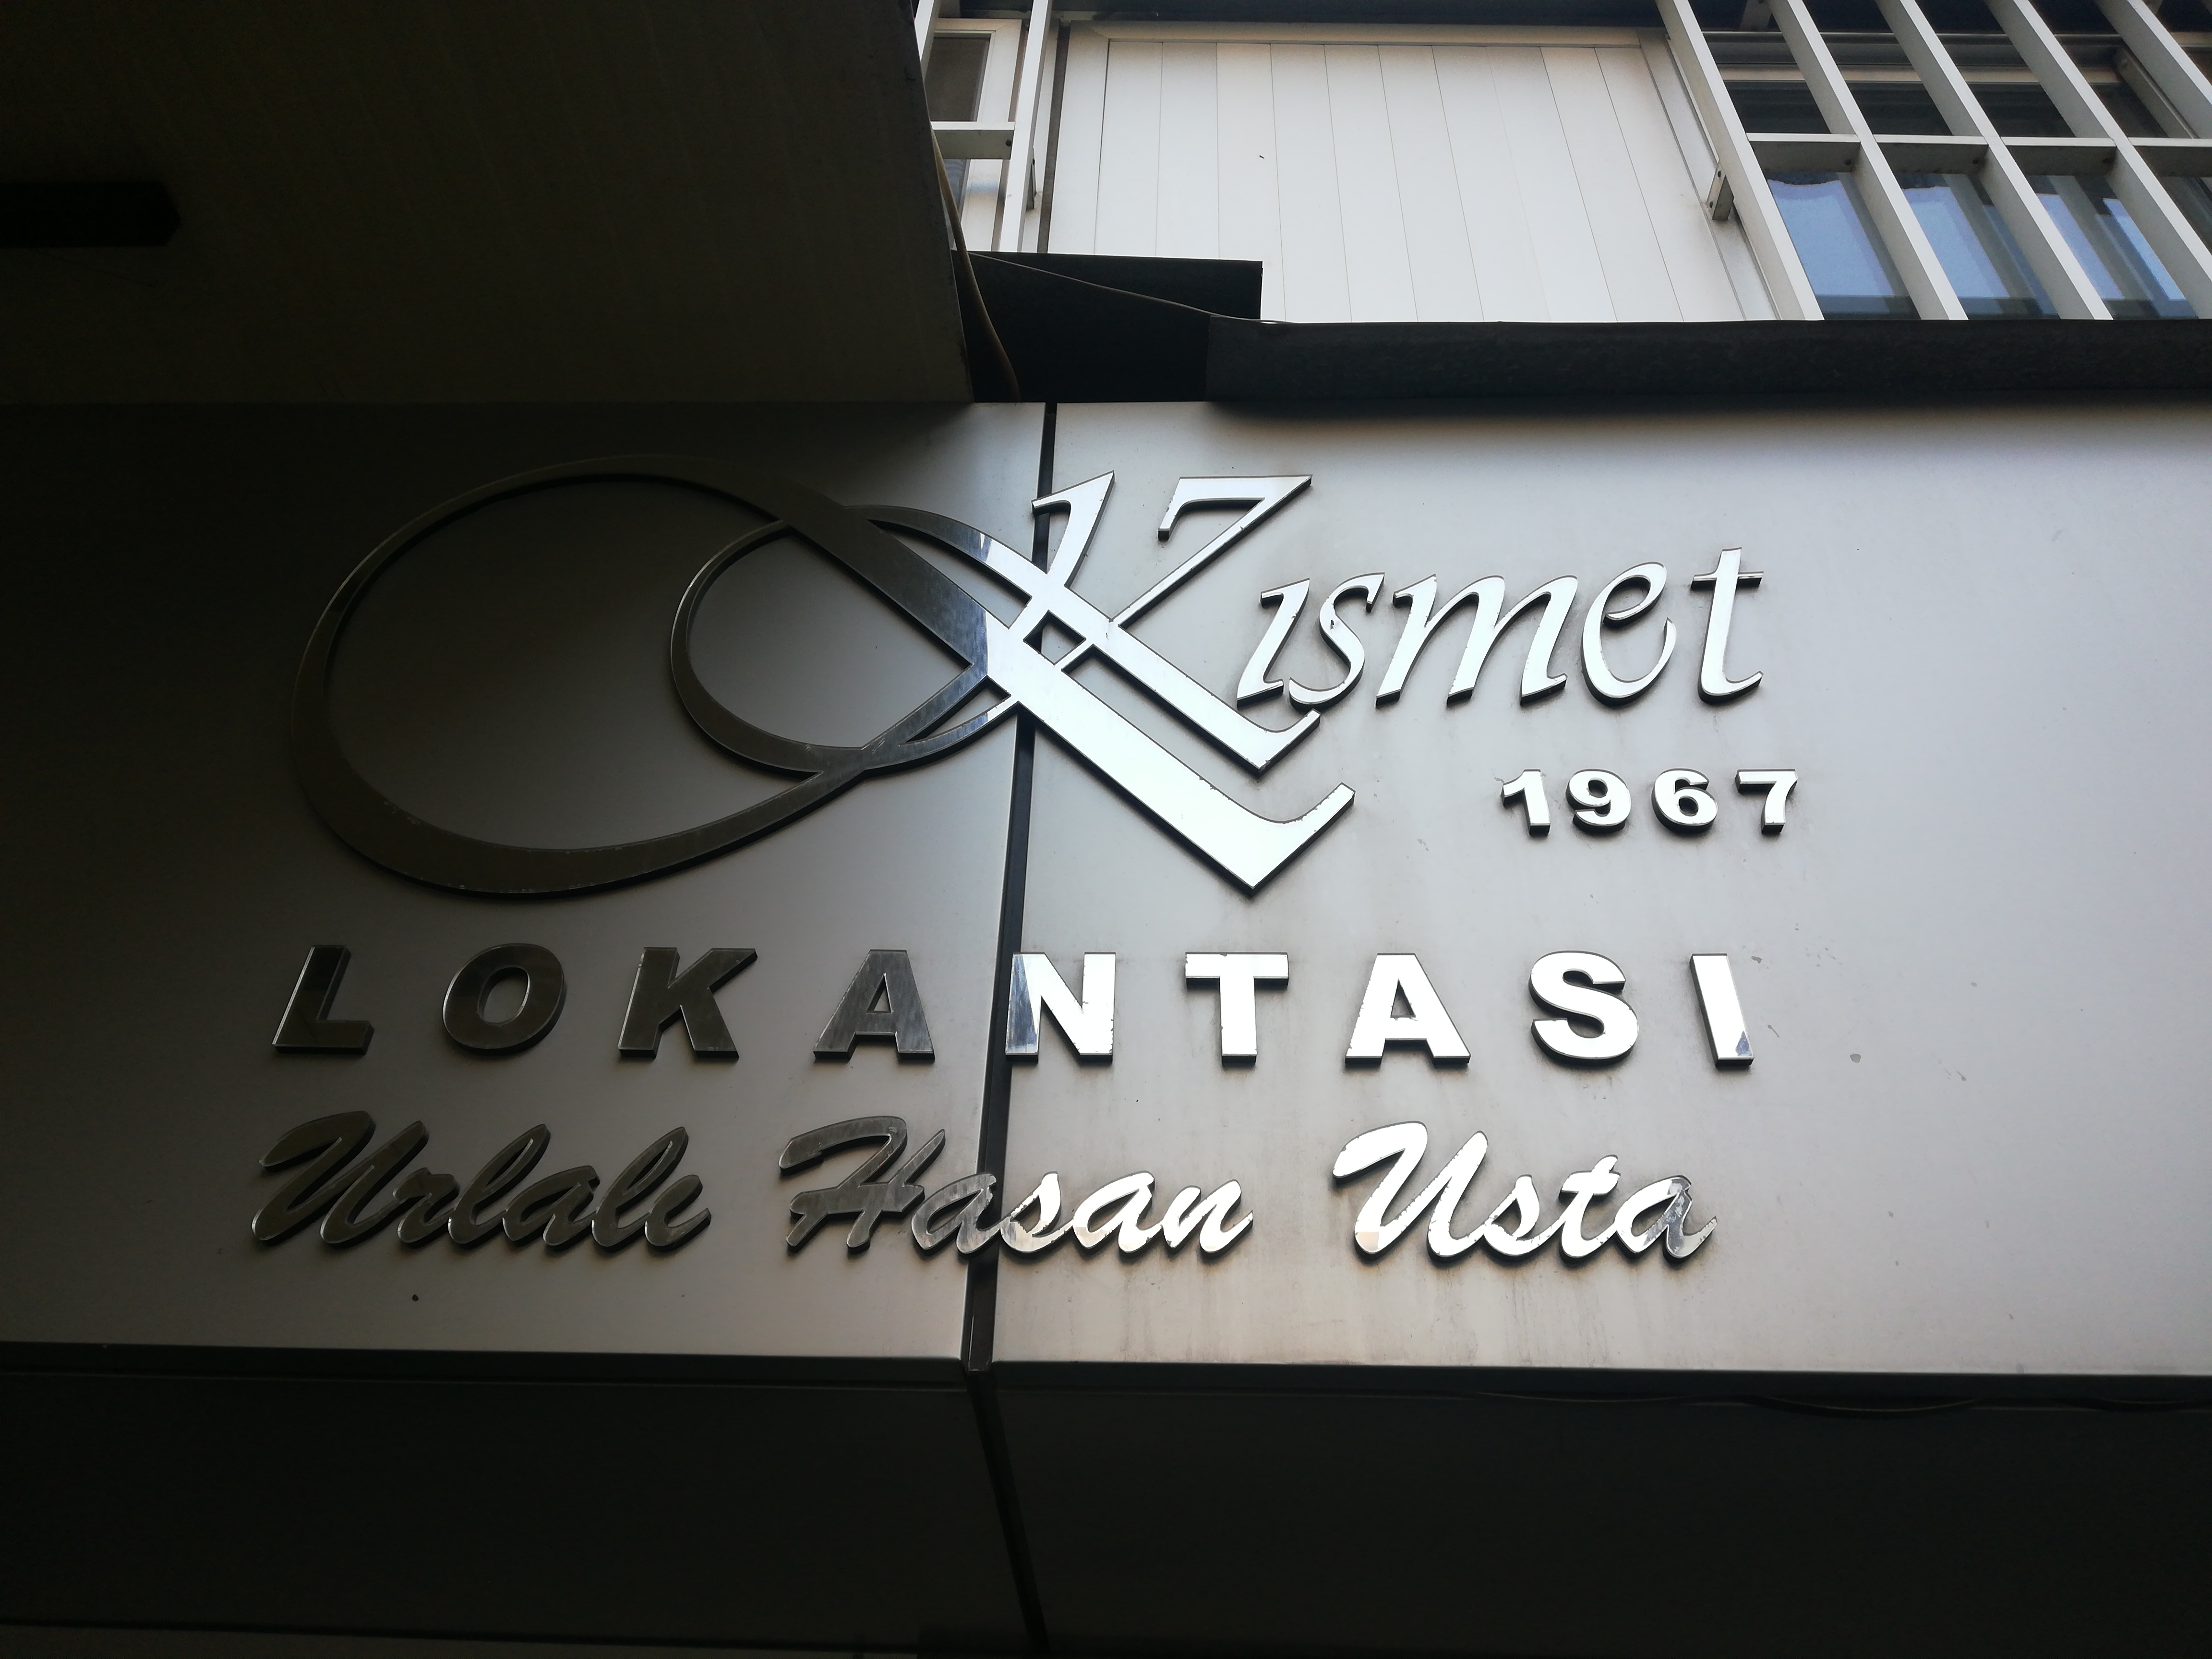 Kısmet
1967
LOKANTASI
Urlalı Hasan Usta